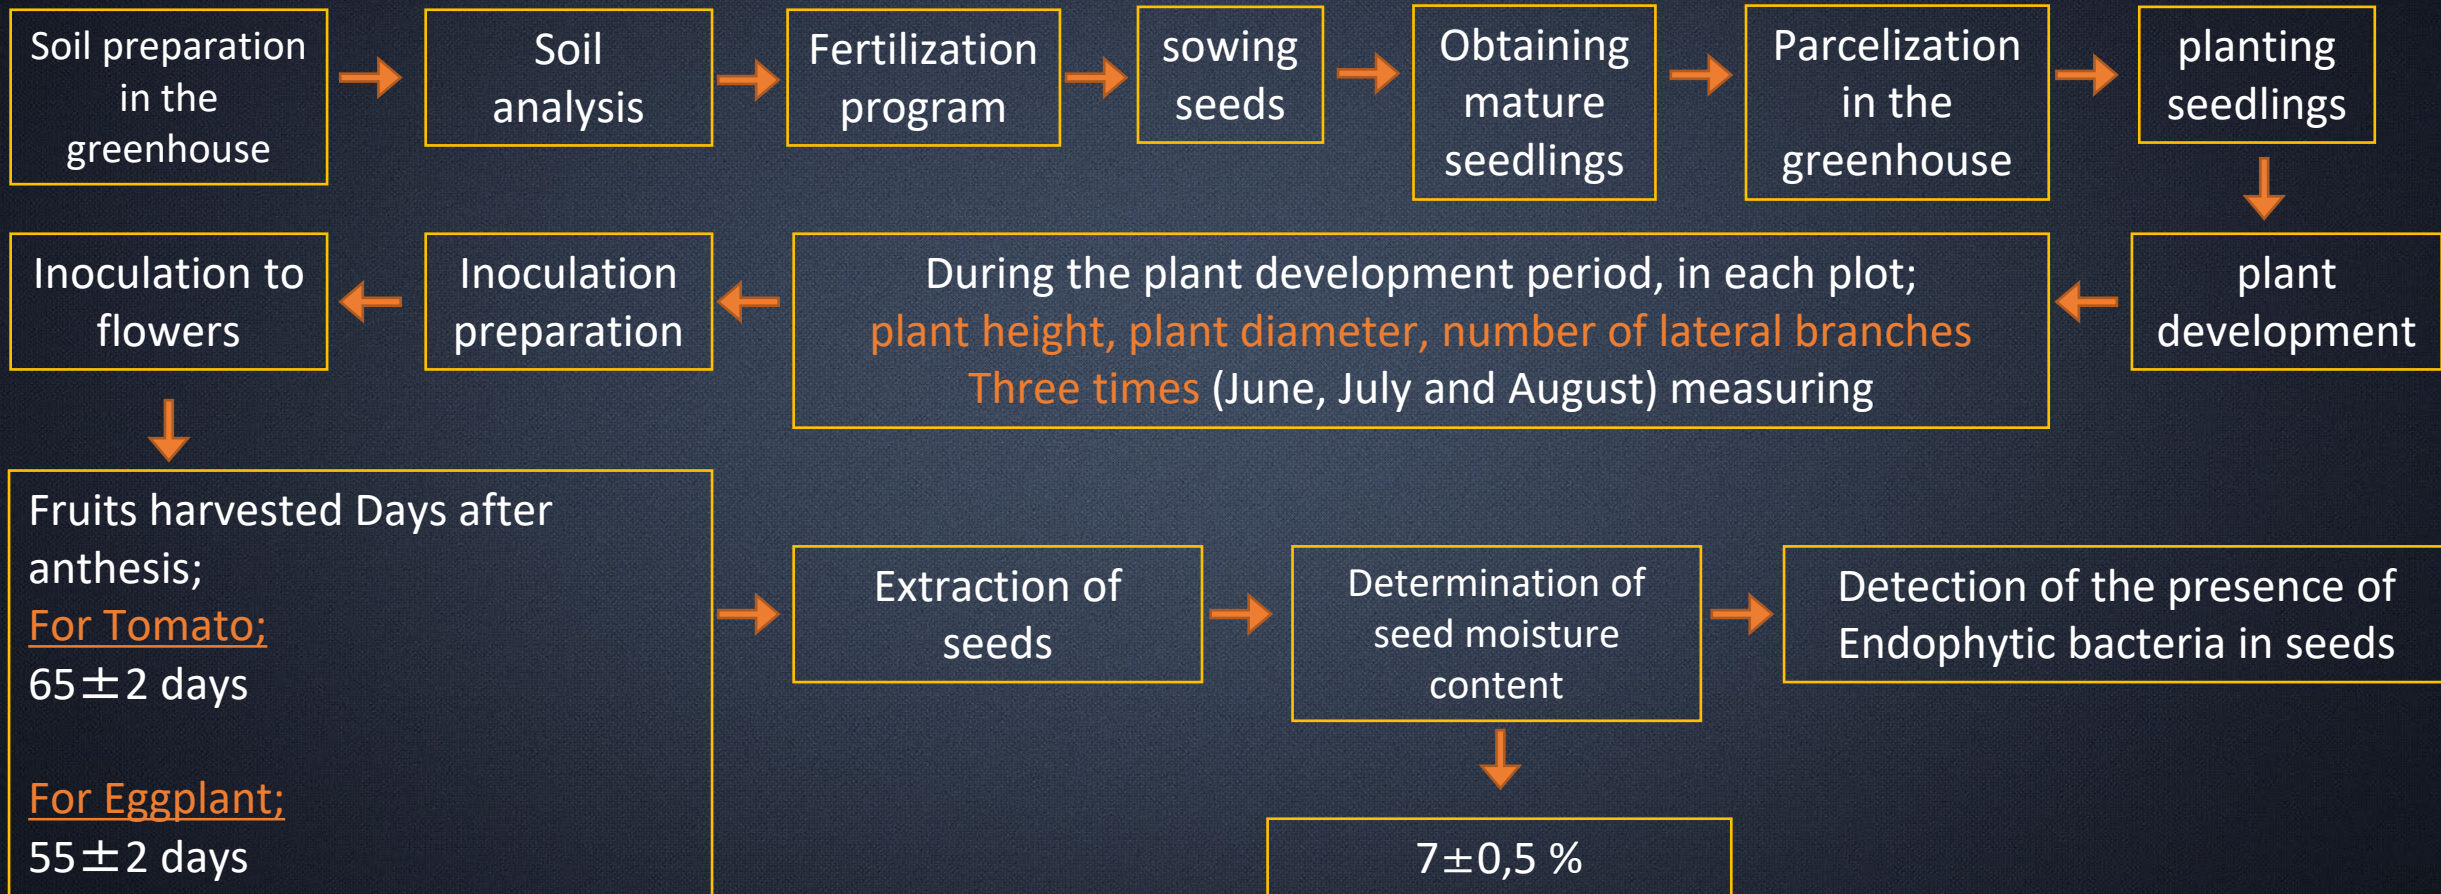 Soil preparation
in the
greenhouse
Soil
analysis
Fertilization
program
sowing
seeds
Obtaining
mature
seedlings
Parcelization
in the
greenhouse
planting
seedlings
plant
development
During the plant development period, in each plot;
plant height, plant diameter, number of lateral branches
Three times (June, July and August) measuring
Inoculation
preparation
Inoculation to
flowers
Fruits harvested Days after
anthesis;
For Tomato;
65±2 days
For Eggplant;
55±2 days
Extraction of
seeds
Determination of
seed moisture
content
7±0,5 %
Detection of the presence of
Endophytic bacteria in seeds